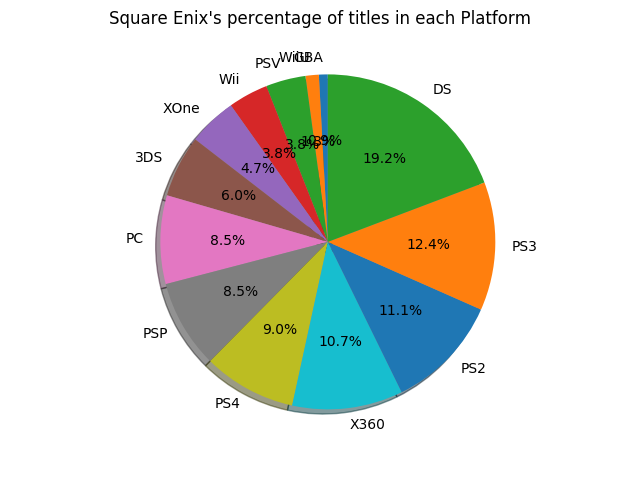 Square Enix's percentage of titles in each Platform
GBA
PSV
Wii
DS
XOne
3DS
PC
PSP
PS4
X360
PS2
PS3
3.8%
3.8%
19.2%
4.7%
6.0%
8.5%
8.5%
9.0%
10.7%
11.1%
12.4%